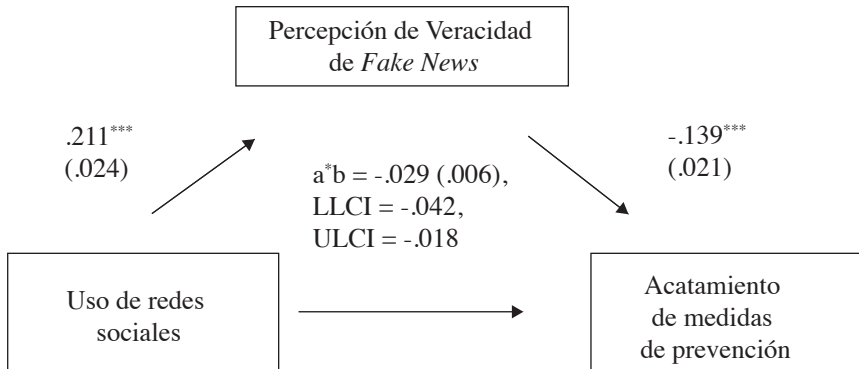 Percepción de Veracidad
de Fake News
.211***
(.024)
-.139***
(.021)
a*b = -.029 (.006),
LLCI = -.042,
ULCI = -.018
Uso de redes
sociales
Acatamiento
de medidas
de prevención